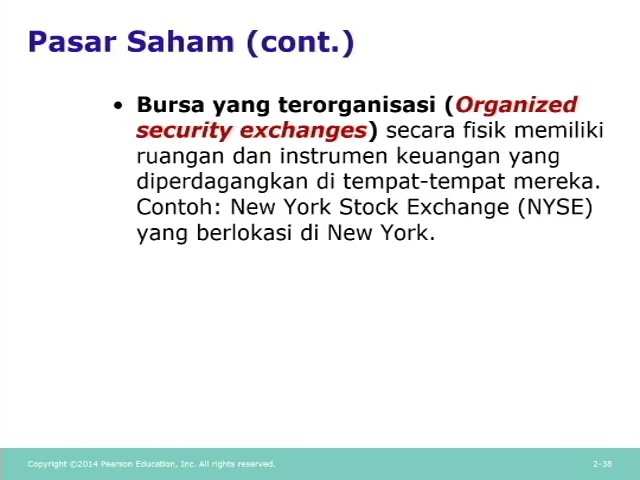 Pasar Saham (cont.)
• Bursa yang terorganisasi (Organized
security exchanges) secara fisik memiliki
ruangan dan instrumen keuangan yang
diperdagangkan di tempat-tempat mereka.
Contoh: New York Stock Exchange (NYSE)
yang berlokasi di New York.
Copyright ©2014 Pearson Education, Inc. All rights reserved.
2-38